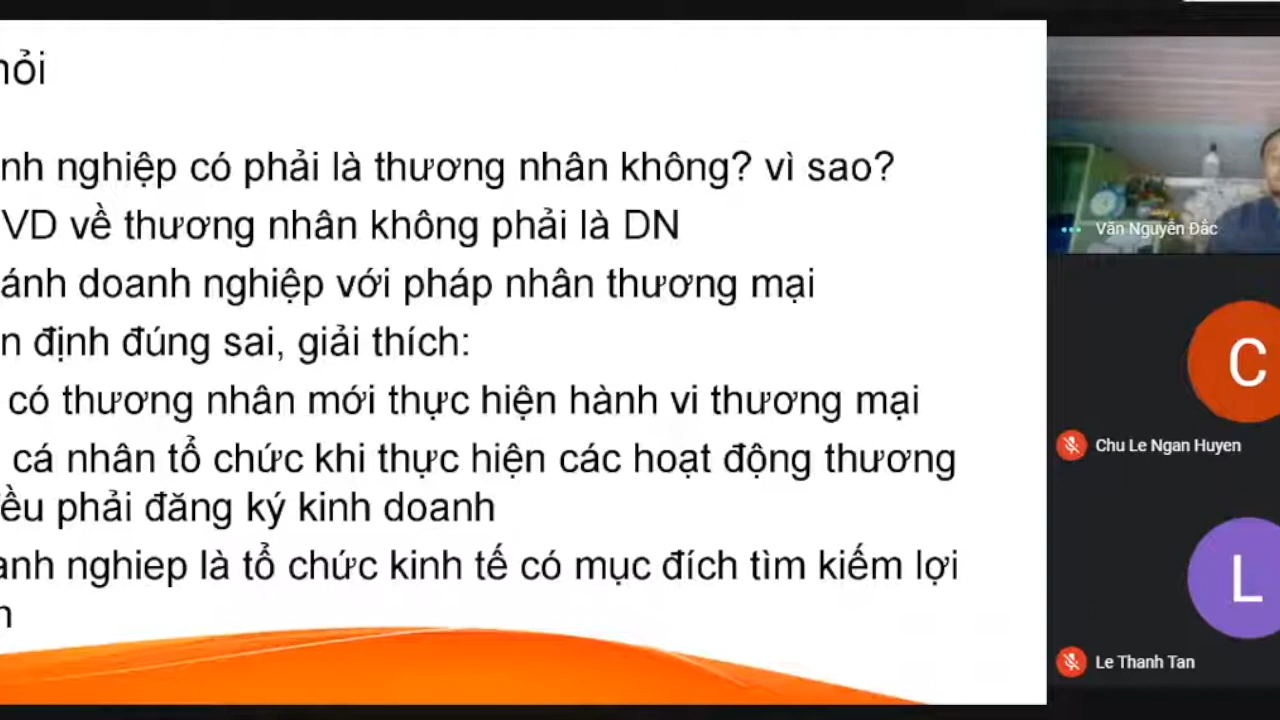 nỏi
nh nghiệp có phải là thương nhân không? vì sao?
VD về thương nhân không phải là DN
ánh doanh nghiệp với pháp nhân thương mại
n định đúng sai, giải thích:
có thương nhân mới thực hiện hành vi thương mại
cá nhân tổ chức khi thực hiện các hoạt động thương
ều phải đăng ký kinh doanh
anh nghiep là tổ chức kinh tế có mục đích tìm kiếm lợi
n
Văn Nguyễn Đắc
C
Chu Le Ngan Huyen
L
Le Thanh Tan